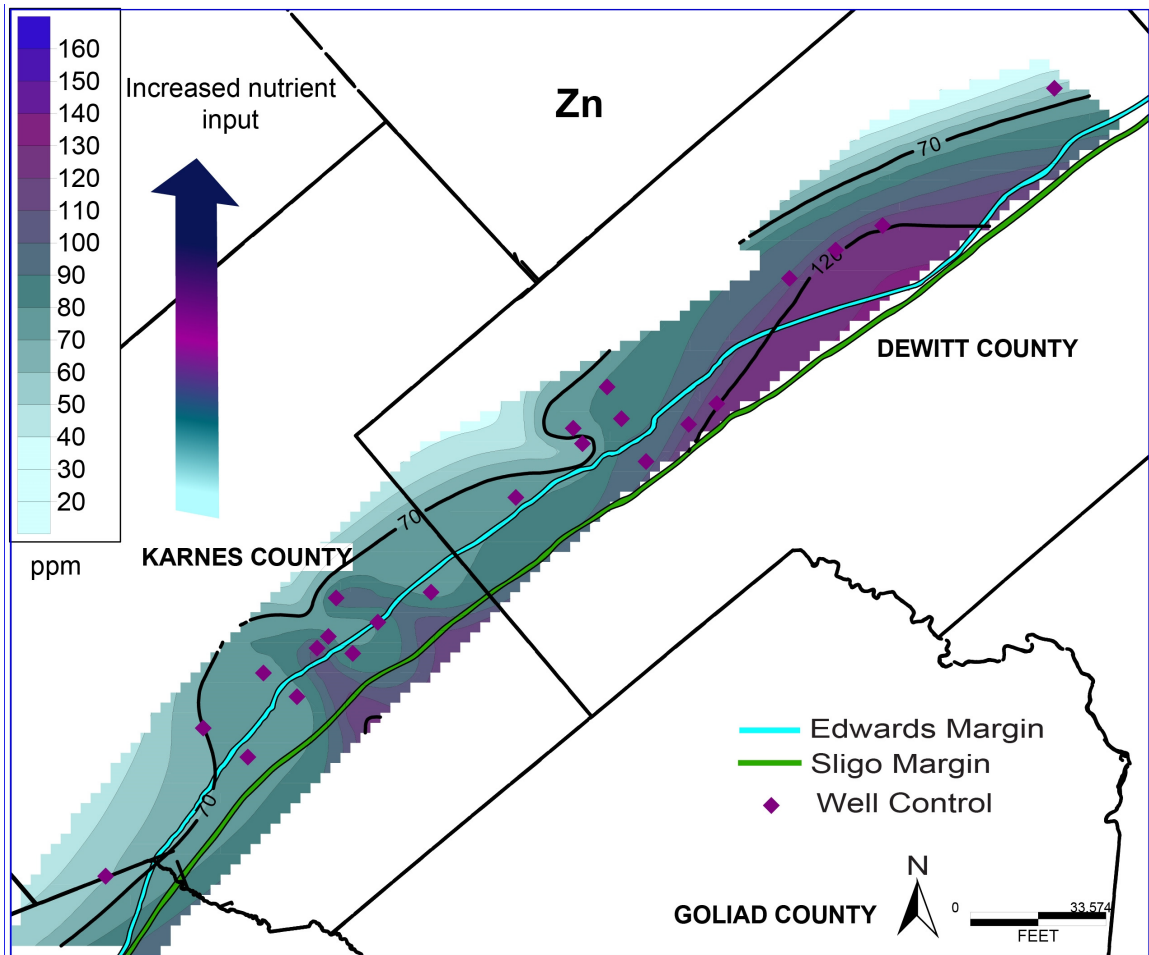 160
150
140
130
120
110
100
90
80
70
60
50
40
30
20
ppm
Increased nutrient
input
Zn
70
120
DEWITT COUNTY
70
KARNES COUNTY
70
Edwards Margin
Sligo Margin
Well Control
N
GOLIAD COUNTY
0 33,574
FEET